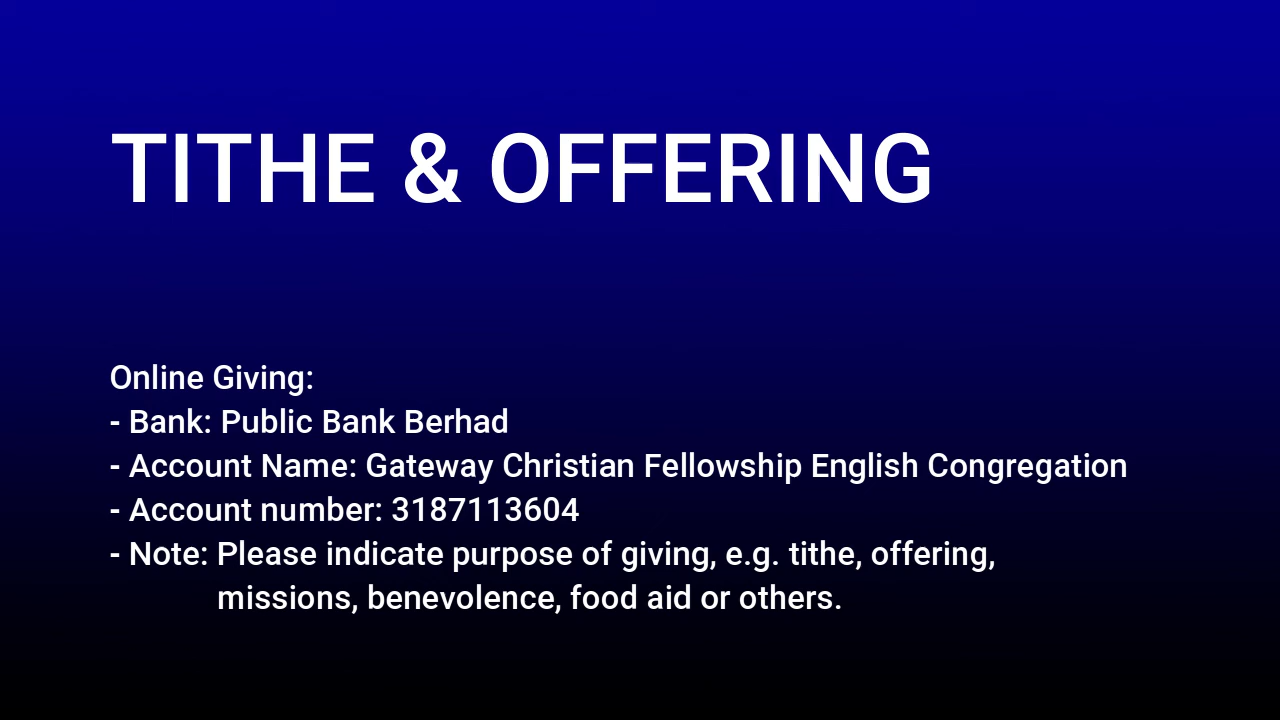 TITHE & OFFERING
Online Giving:
- Bank: Public Bank Berhad
- Account Name: Gateway Christian Fellowship English Congregation
- Account number: 3187113604
- Note: Please indicate purpose of giving, e.g. tithe, offering,
missions, benevolence, food aid or others.